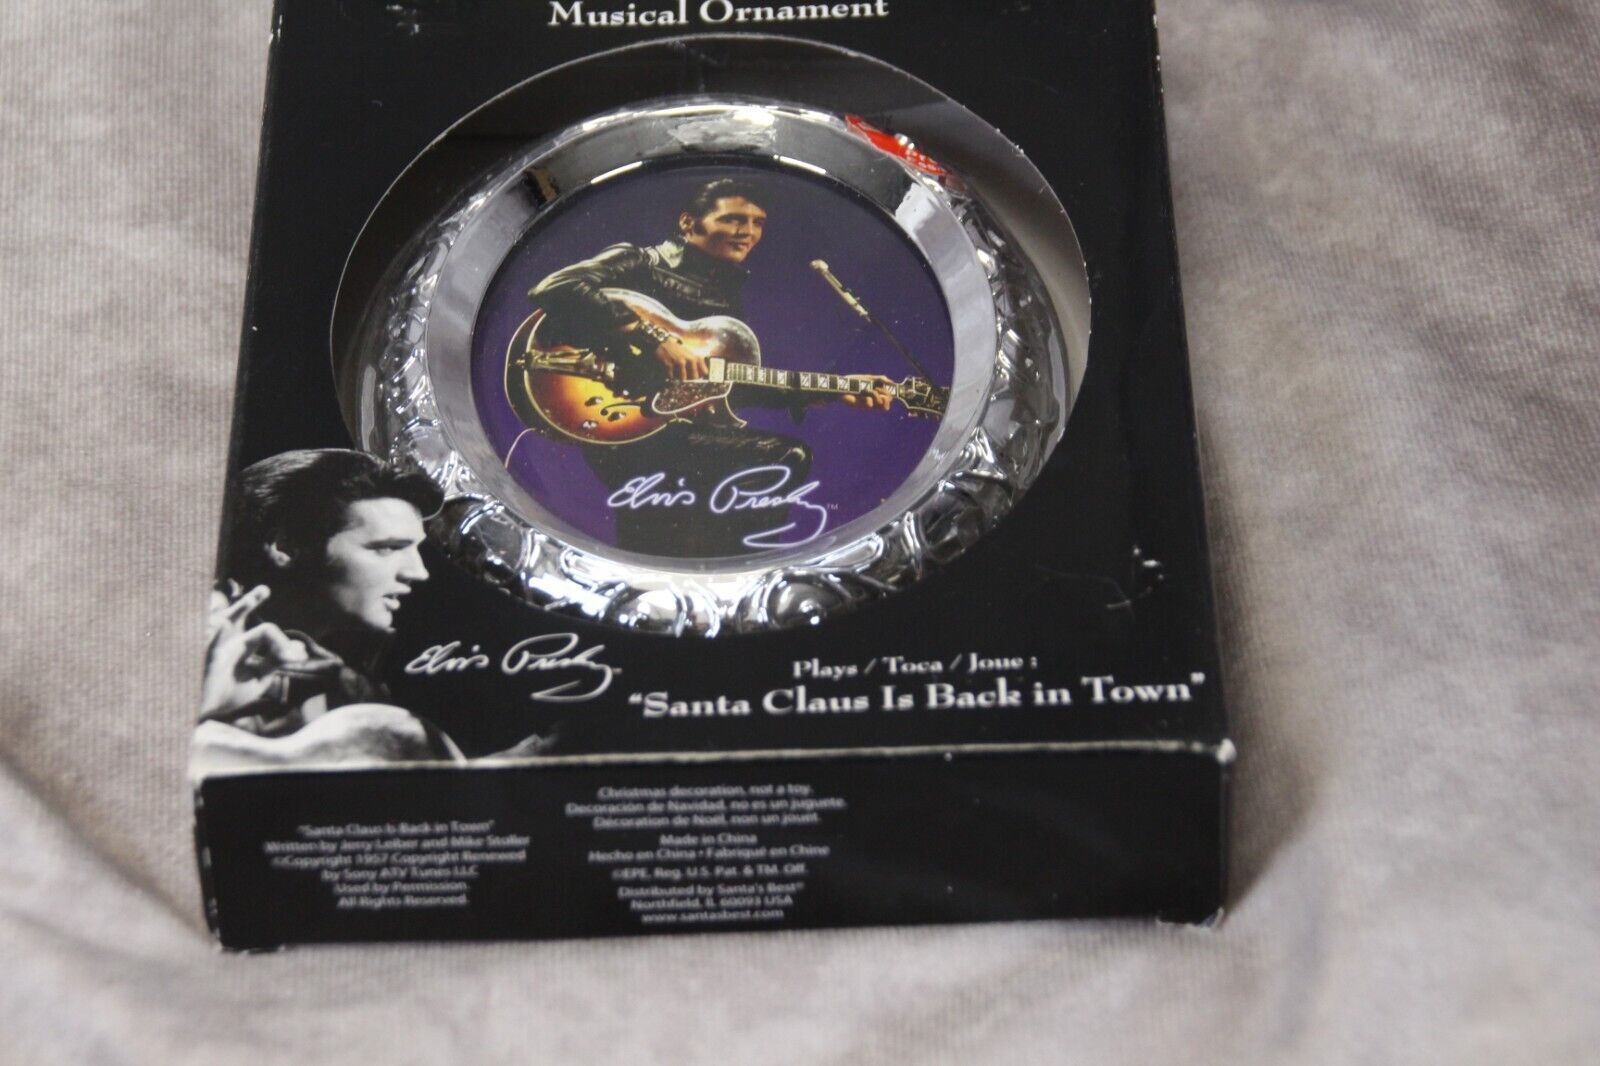 Musical Ornament
Elvis Presley™
Elvis Presley™
Plays / Toca / Joue :
"Santa Claus Is Back in Town"
"Santa Claus Is Back in Town"
Written by Jerry Leiber and Mike Stoller
©Copyright 1957 Copyright Renewed
by Sony ATV Tunes LLC
Used by Permission.
All Rights Reserved.
Christmas decoration, not a toy.
Decoración de Navidad, no es un juguete.
Décoration de Noël, non un jouet.
Made in China
Hecho en China • Fabriqué en Chine
©EPE, Reg. U.S. Pat. & TM. Off.
Distributed by Santa's Best®
Northfield, IL 60093 USA
www.santasbest.com